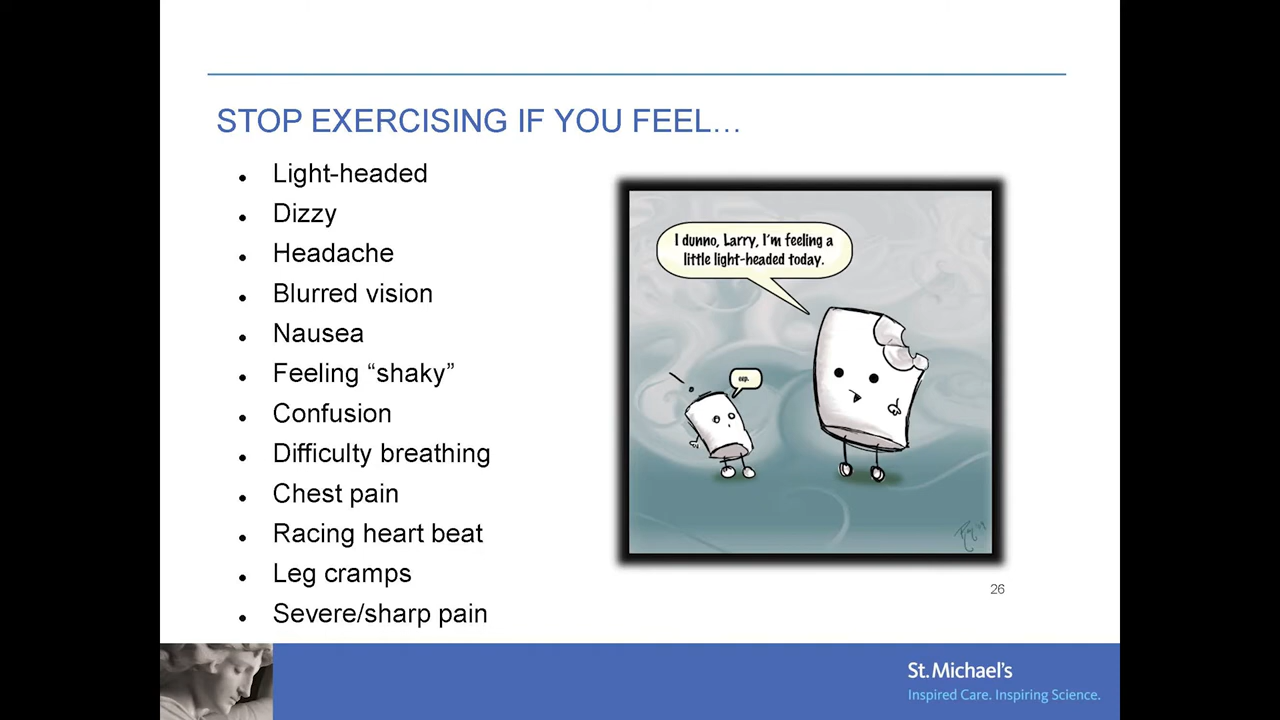 STOP EXERCISING IF YOU FEEL…
Light-headed
Dizzy
Headache
Blurred vision
Nausea
Feeling “shaky”
Confusion
Difficulty breathing
Chest pain
Racing heart beat
Leg cramps
Severe/sharp pain
I dunno, Larry, I'm feeling a
little light-headed today.
26
St. Michael's
Inspired Care. Inspiring Science.